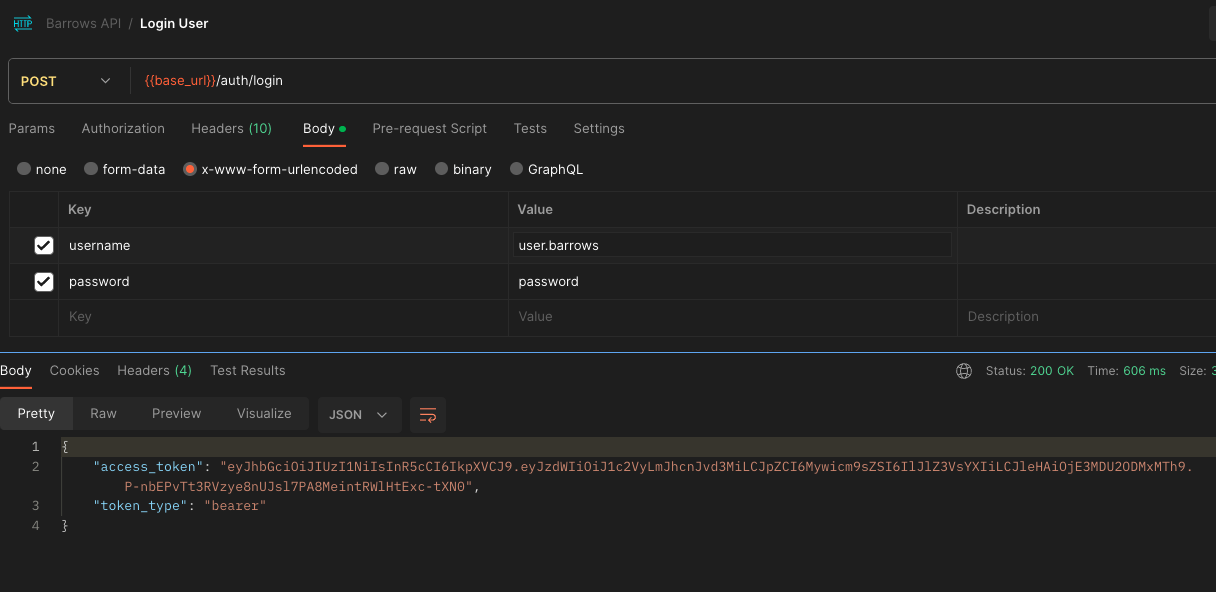 HTTP Barrows API / Login User
POST {{base_url}}/auth/login
Params Authorization Headers (10) Body Pre-request Script Tests Settings
none form-data x-www-form-urlencoded raw binary GraphQL
Key Value Description
username user.barrows
password password
Key Value Description
Body Cookies Headers (4) Test Results Status: 200 OK Time: 606 ms Size:
Pretty Raw Preview Visualize JSON
1 {
2 "access_token": "eyJhbGciOiJIUzI1NiIsInR5cCI6IkpXVCJ9.eyJzdWIiOiJ1c2VyLmJhcnJvd3MiLCJpZCI6Mywicm9sZSI6IlJlZ3VsYXIiLCJleHAiOjE3MDU2ODMxMTh9.
P-nbEPvTt3RVzye8nUJsl7PA8MeintRWlHtExc-tXN0",
3 "token_type": "bearer"
4 }